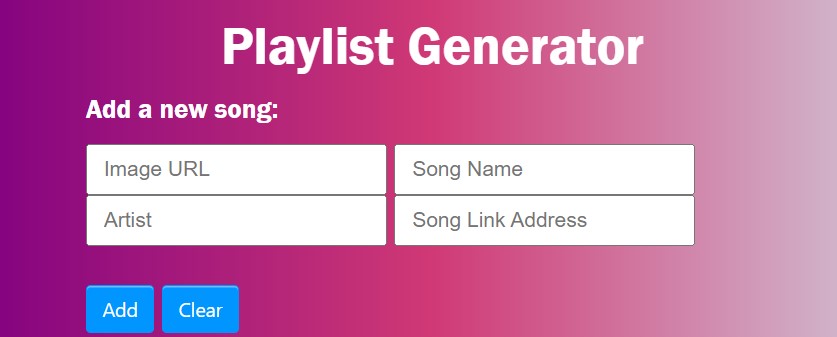 Playlist Generator
Add a new song:
Image URL Song Name
Artist Song Link Address
Add Clear